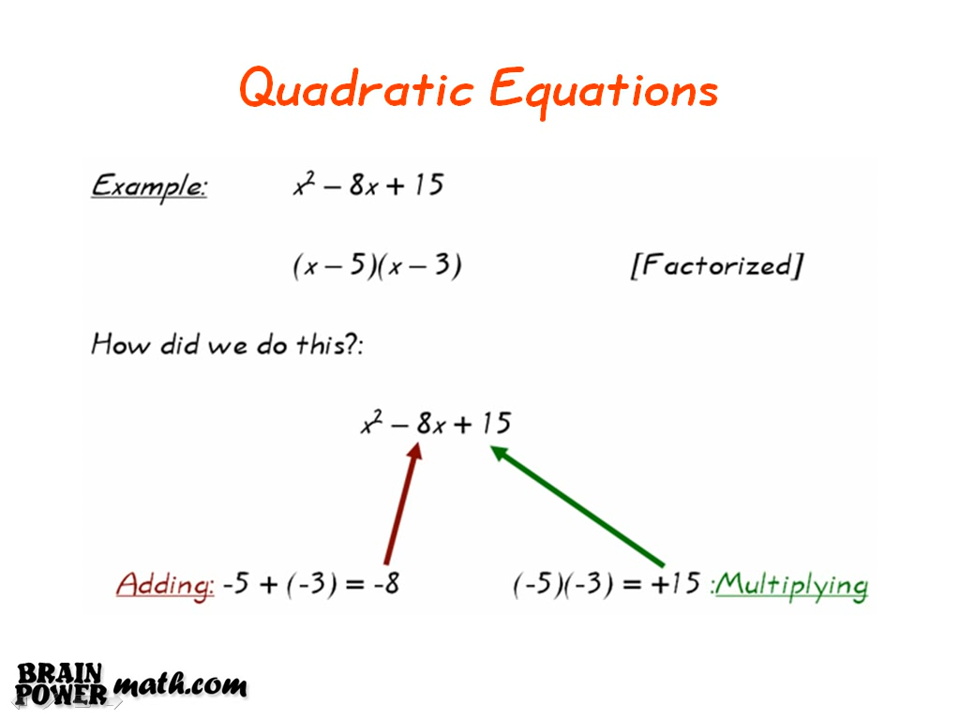 Quadratic Equations
Example: x² – 8x + 15
(x – 5)(x – 3) [Factorized]
How did we do this?:
x² – 8x + 15
Adding: -5 + (-3) = -8 (-5)(-3) = +15 :Multiplying
BRAIN
POWER math.com